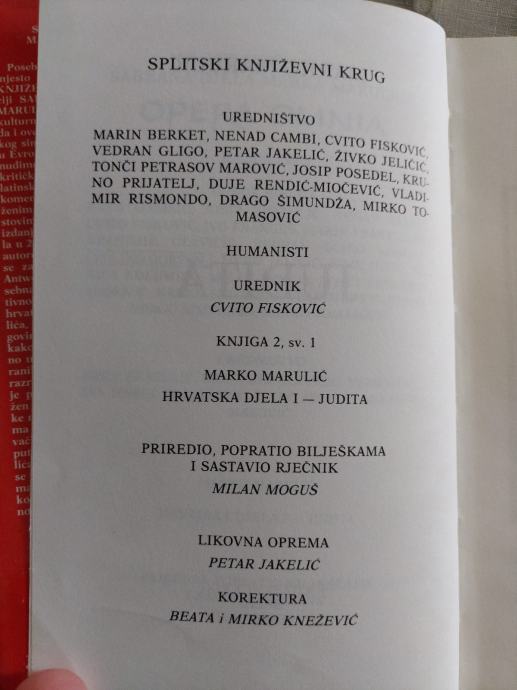 SPLITSKI KNJIŽEVNI KRUG
UREDNIŠTVO
MARIN BERKET, NENAD CAMBI, CVITO FISKOVIĆ,
VEDRAN GLIGO, PETAR JAKELIĆ, ŽIVKO JELIČIĆ,
TONČI PETRASOV MAROVIĆ, JOSIP POSEDEL, KRU-
NO PRIJATELJ, DUJE RENDIĆ-MIOČEVIĆ, VLADI-
MIR RISMONDO, DRAGO ŠIMUNDŽA, MIRKO TO-
MASOVIĆ
HUMANISTI
UREDNIK
CVITO FISKOVIĆ
KNJIGA 2, sv. 1
MARKO MARULIĆ
HRVATSKA DJELA I — JUDITA
PRIREDIO, POPRATIO BILJEŠKAMA
I SASTAVIO RJEČNIK
MILAN MOGUŠ
LIKOVNA OPREMA
PETAR JAKELIĆ
KOREKTURA
BEATA i MIRKO KNEŽEVIĆ